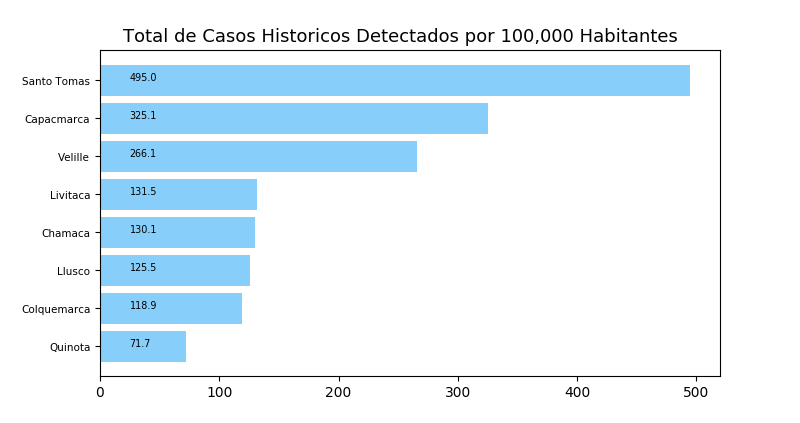 Total de Casos Historicos Detectados por 100,000 Habitantes
Santo Tomas 495.0
Capacmarca 325.1
Velille 266.1
Livitaca 131.5
Chamaca 130.1
Llusco 125.5
Colquemarca 118.9
Quinota 71.7
0 100 200 300 400 500